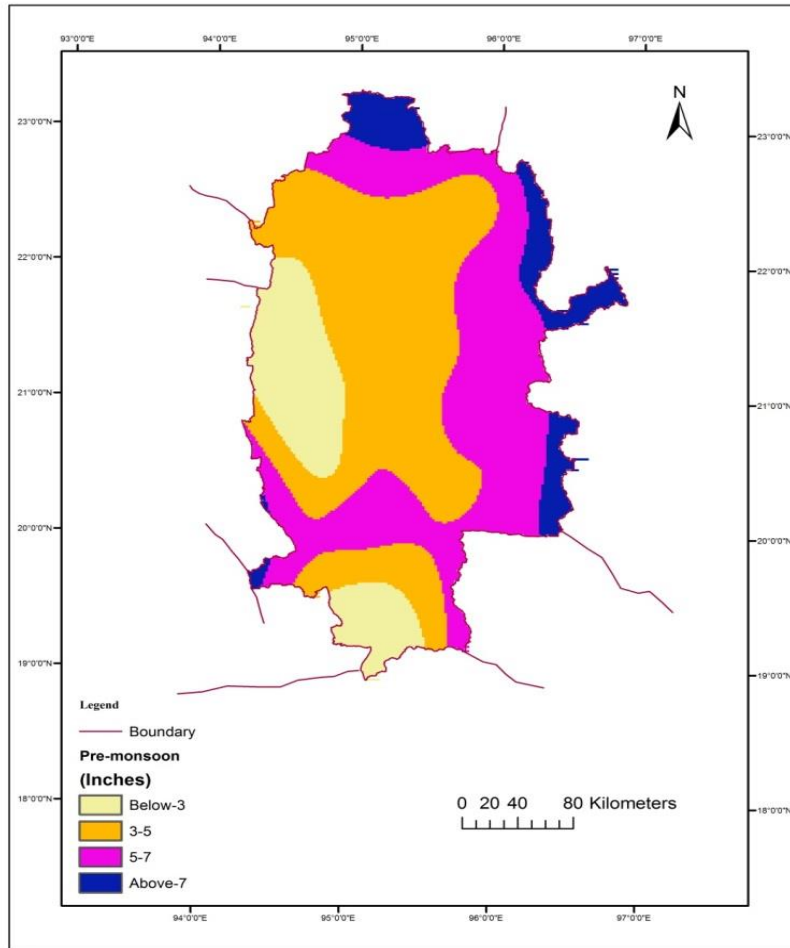 93°0'0"E 94°0'0"E 95°0'0"E 96°0'0"E 97°0'0"E
N
23°0'0"N 23°0'0"N
22°0'0"N 22°0'0"N
21°0'0"N 21°0'0"N
20°0'0"N 20°0'0"N
19°0'0"N 19°0'0"N
18°0'0"N 18°0'0"N
Legend
Boundary
Pre-monsoon
(Inches)
Below-3
3-5
5-7
Above-7
0 20 40 80 Kilometers
94°0'0"E 95°0'0"E 96°0'0"E 97°0'0"E